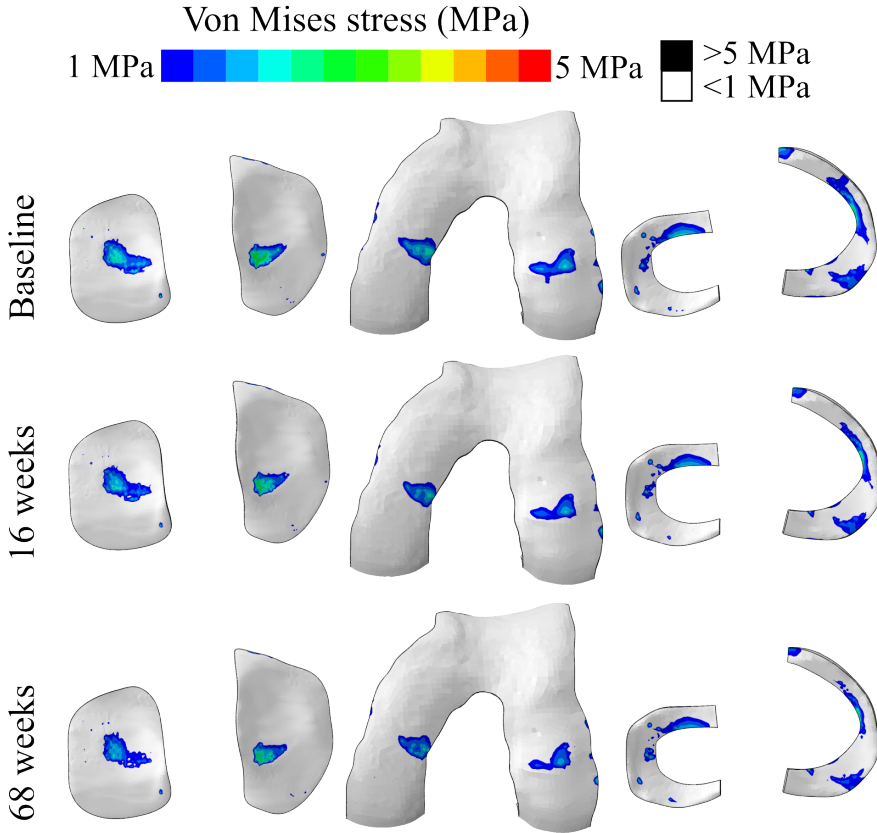 Von Mises stress (MPa)
1 MPa
5 MPa
>5 MPa
<1 MPa
Baseline
16 weeks
68 weeks